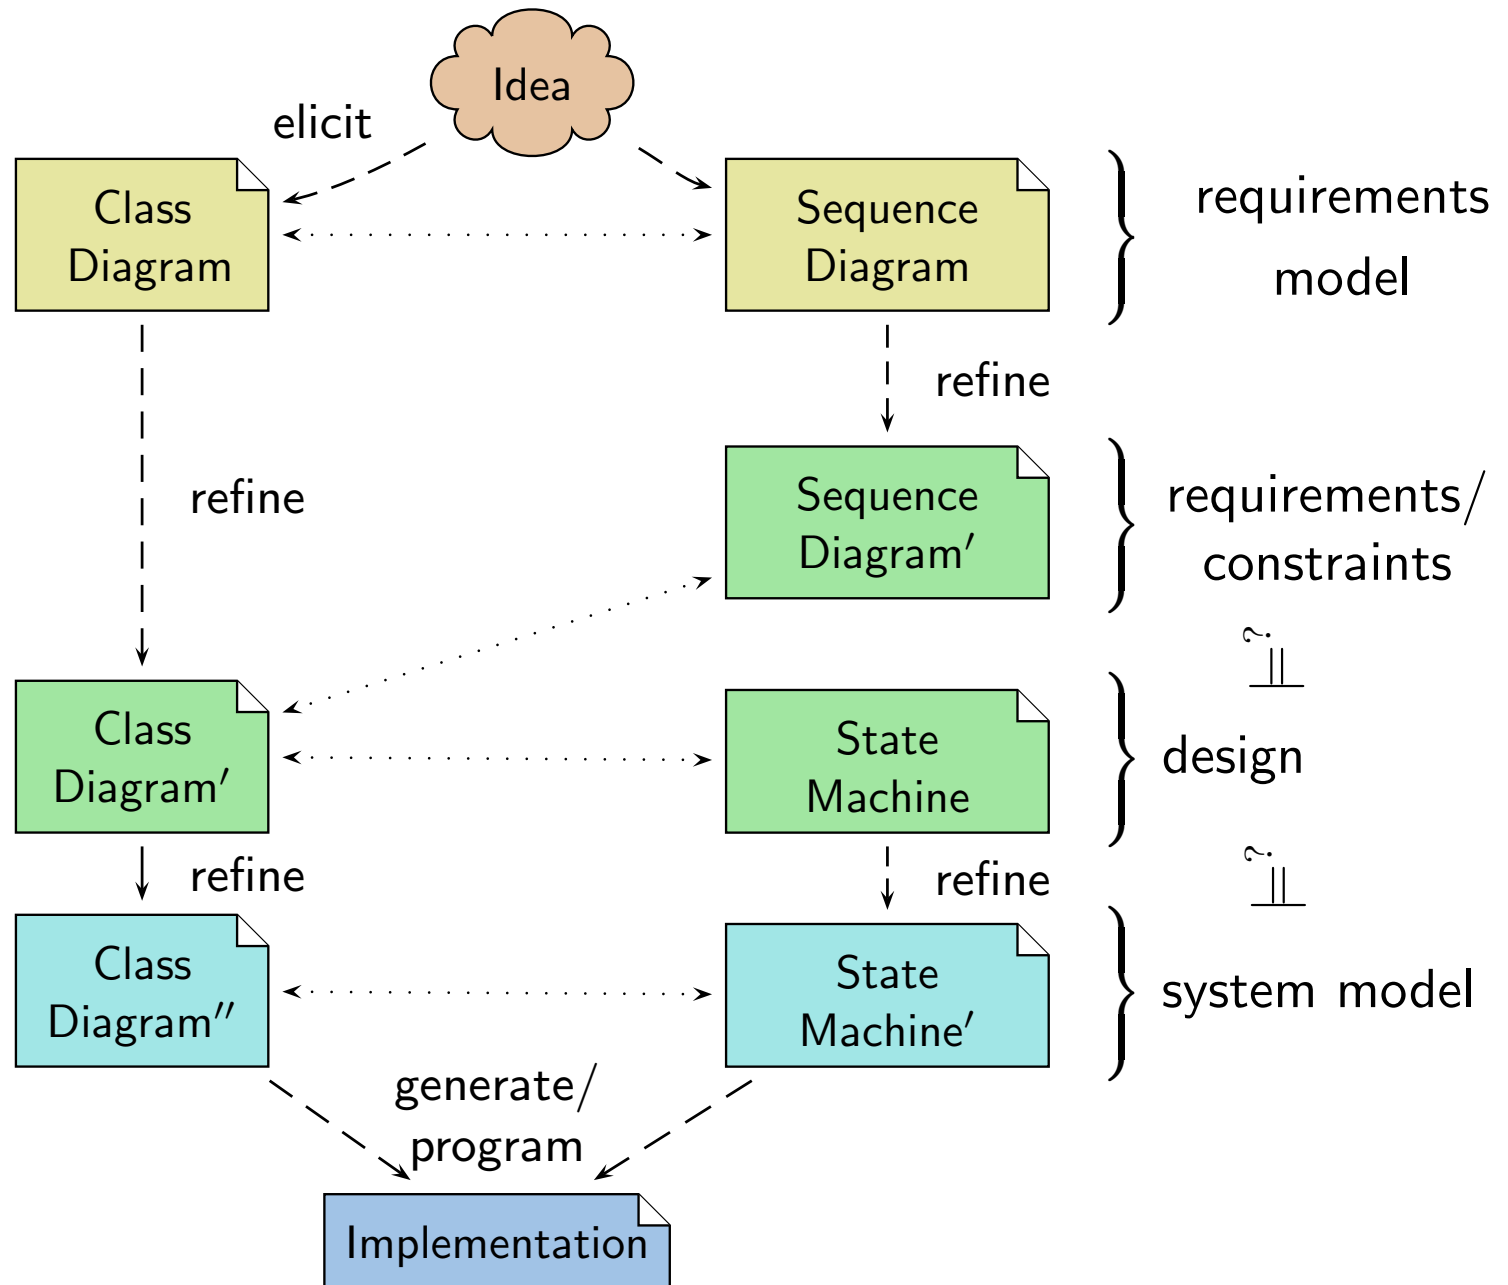 Idea
elicit
Class
Diagram
Sequence
Diagram
requirements
model
refine
refine
Sequence
Diagram′
requirements/
constraints
?
⊨
Class
Diagram′
State
Machine
design
?
⊨
refine
refine
Class
Diagram′′
State
Machine′
system model
generate/
program
Implementation